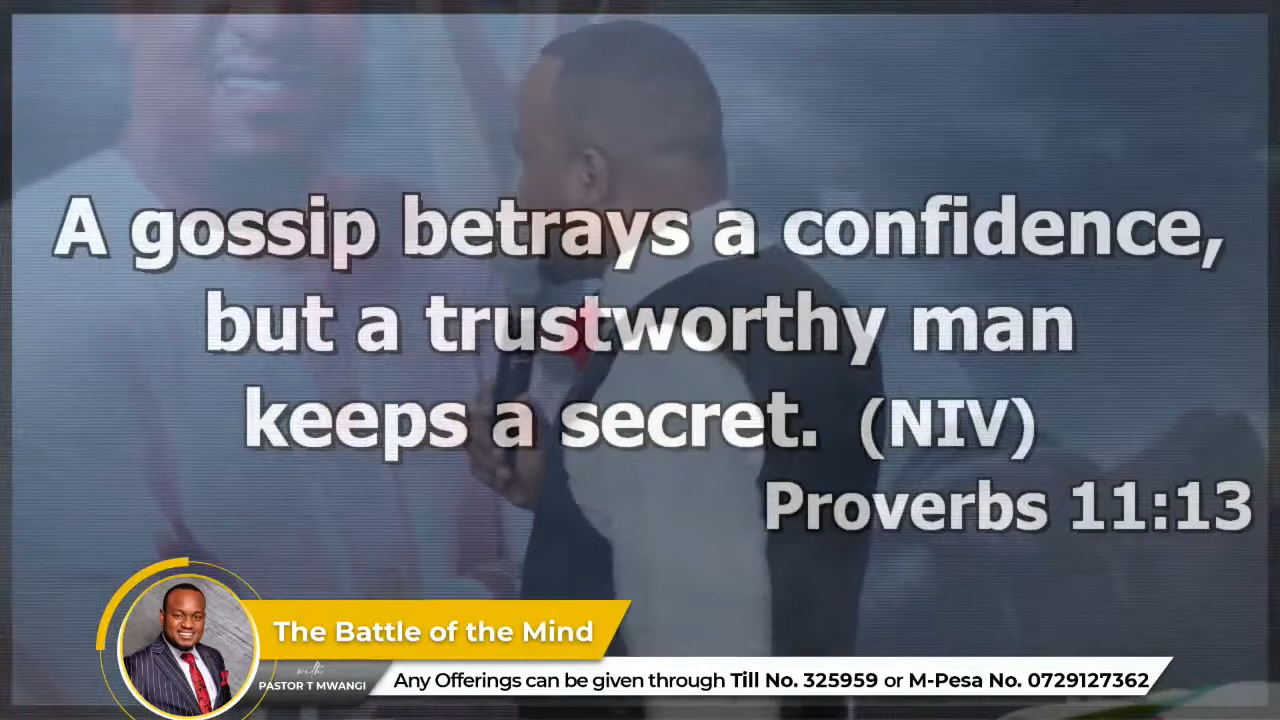 A gossip betrays a confidence,
but a trustworthy man
keeps a secret. (NIV)
Proverbs 11:13
The Battle of the Mind
with
PASTOR T MWANGI
Any Offerings can be given through Till No. 325959 or M-Pesa No. 0729127362